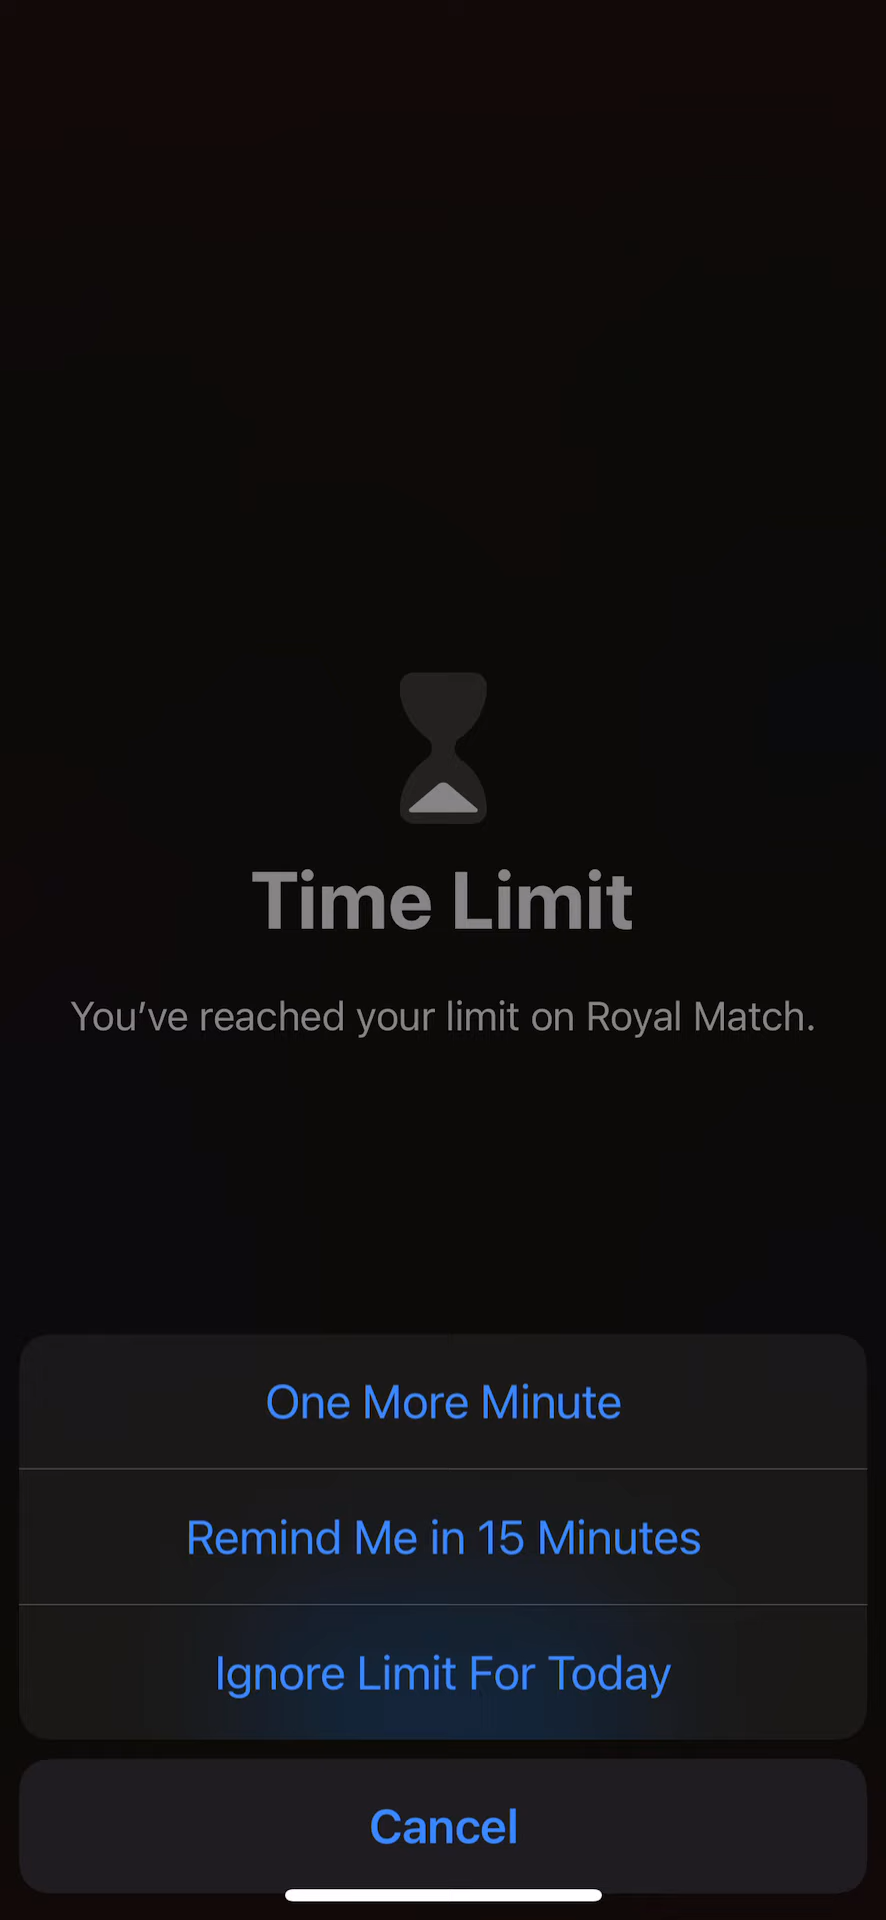 Time Limit
You’ve reached your limit on Royal Match.
One More Minute
Remind Me in 15 Minutes
Ignore Limit For Today
Cancel